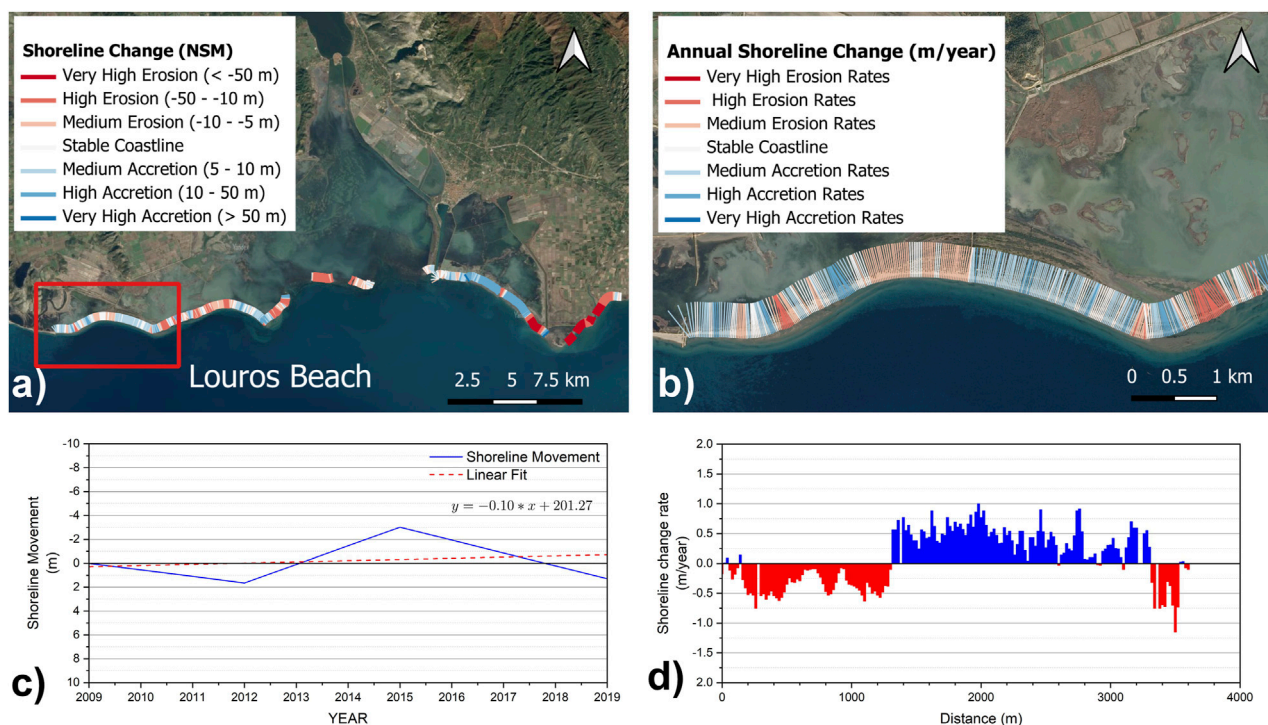 Shoreline Change (NSM)
Very High Erosion (< -50 m)
High Erosion (-50 - -10 m)
Medium Erosion (-10 - -5 m)
Stable Coastline
Medium Accretion (5 - 10 m)
High Accretion (10 - 50 m)
Very High Accretion (> 50 m)
Louros Beach
2.5 5 7.5 km
a)
Annual Shoreline Change (m/year)
Very High Erosion Rates
High Erosion Rates
Medium Erosion Rates
Stable Coastline
Medium Accretion Rates
High Accretion Rates
Very High Accretion Rates
0 0.5 1 km
b)
-10
-8
-6
-4
-2
0
2
4
6
8
10
Shoreline Movement
(m)
Shoreline Movement
Linear Fit
y = −0.10 * x + 201.27
2009 2010 2011 2012 2013 2014 2015 2016 2017 2018 2019
YEAR
c)
2.0
1.5
1.0
0.5
0.0
-0.5
-1.0
-1.5
2.0
Shoreline change rate
(m/year)
0 1000 2000 3000 4000
Distance (m)
d)